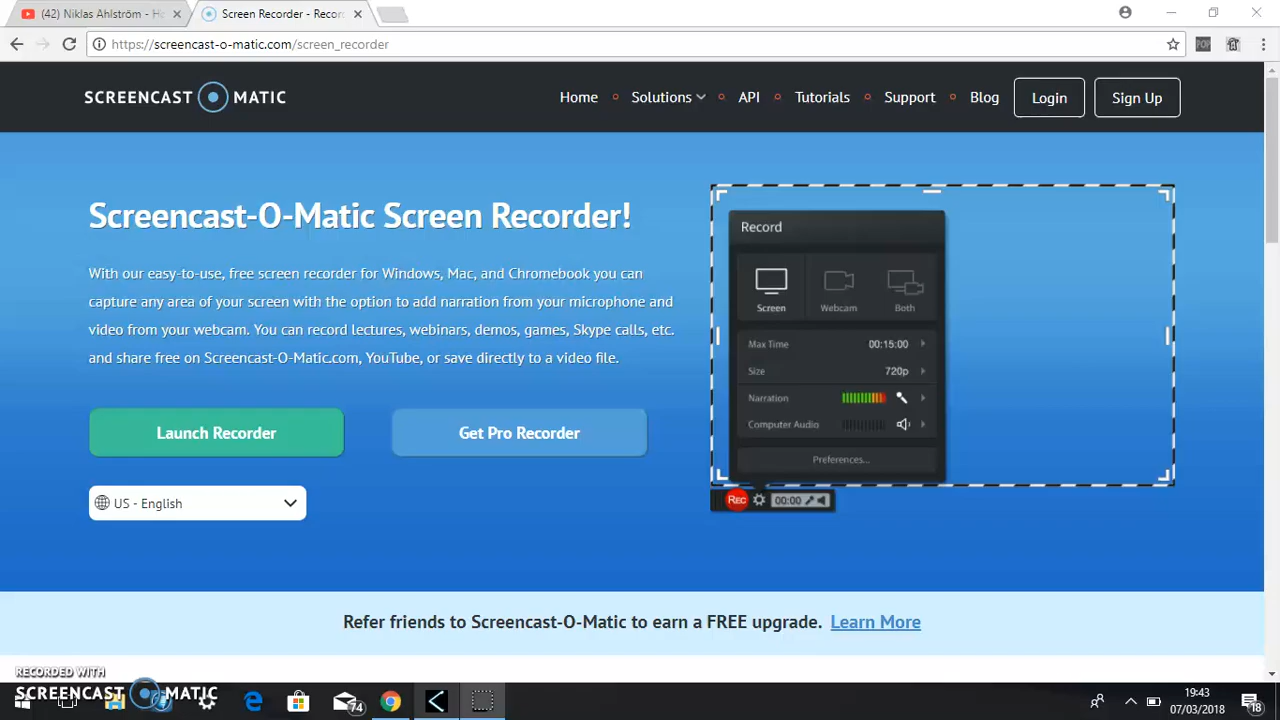 (42) Niklas Ahlström - Ho
Screen Recorder - Recor
https://screencast-o-matic.com/screen_recorder
POP
SCREENCAST MATIC
Home
Solutions
API
Tutorials
Support
Blog
Login
Sign Up
Screencast-O-Matic Screen Recorder!
With our easy-to-use, free screen recorder for Windows, Mac, and Chromebook you can
capture any area of your screen with the option to add narration from your microphone and
video from your webcam. You can record lectures, webinars, demos, games, Skype calls, etc.
and share free on Screencast-O-Matic.com, YouTube, or save directly to a video file.
Launch Recorder
Get Pro Recorder
US - English
Record
Screen
Webcam
Both
Max Time 00:15:00
Size 720p
Narration
Computer Audio
Preferences...
REC
00:00
Refer friends to Screencast-O-Matic to earn a FREE upgrade. Learn More
RECORDED WITH
SCREENCAST MATIC
74
19:43
07/03/2018
18